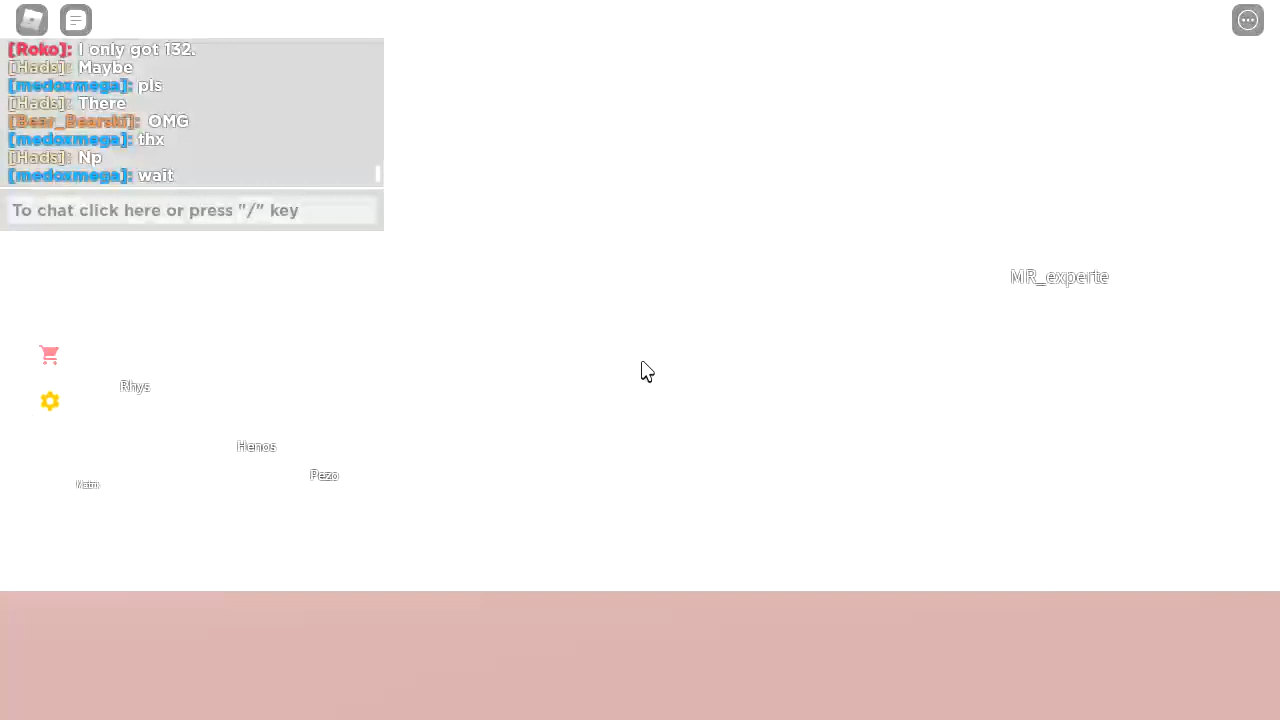 [Roko]: I only got 132.
[Hads]: Maybe
[medoxmega]: pls
[Hads]: There
[Bear_Bearski]: OMG
[medoxmega]: thx
[Hads]: Np
[medoxmega]: wait
To chat click here or press "/" key
MR_experte
Rhys
Henos
Pezo